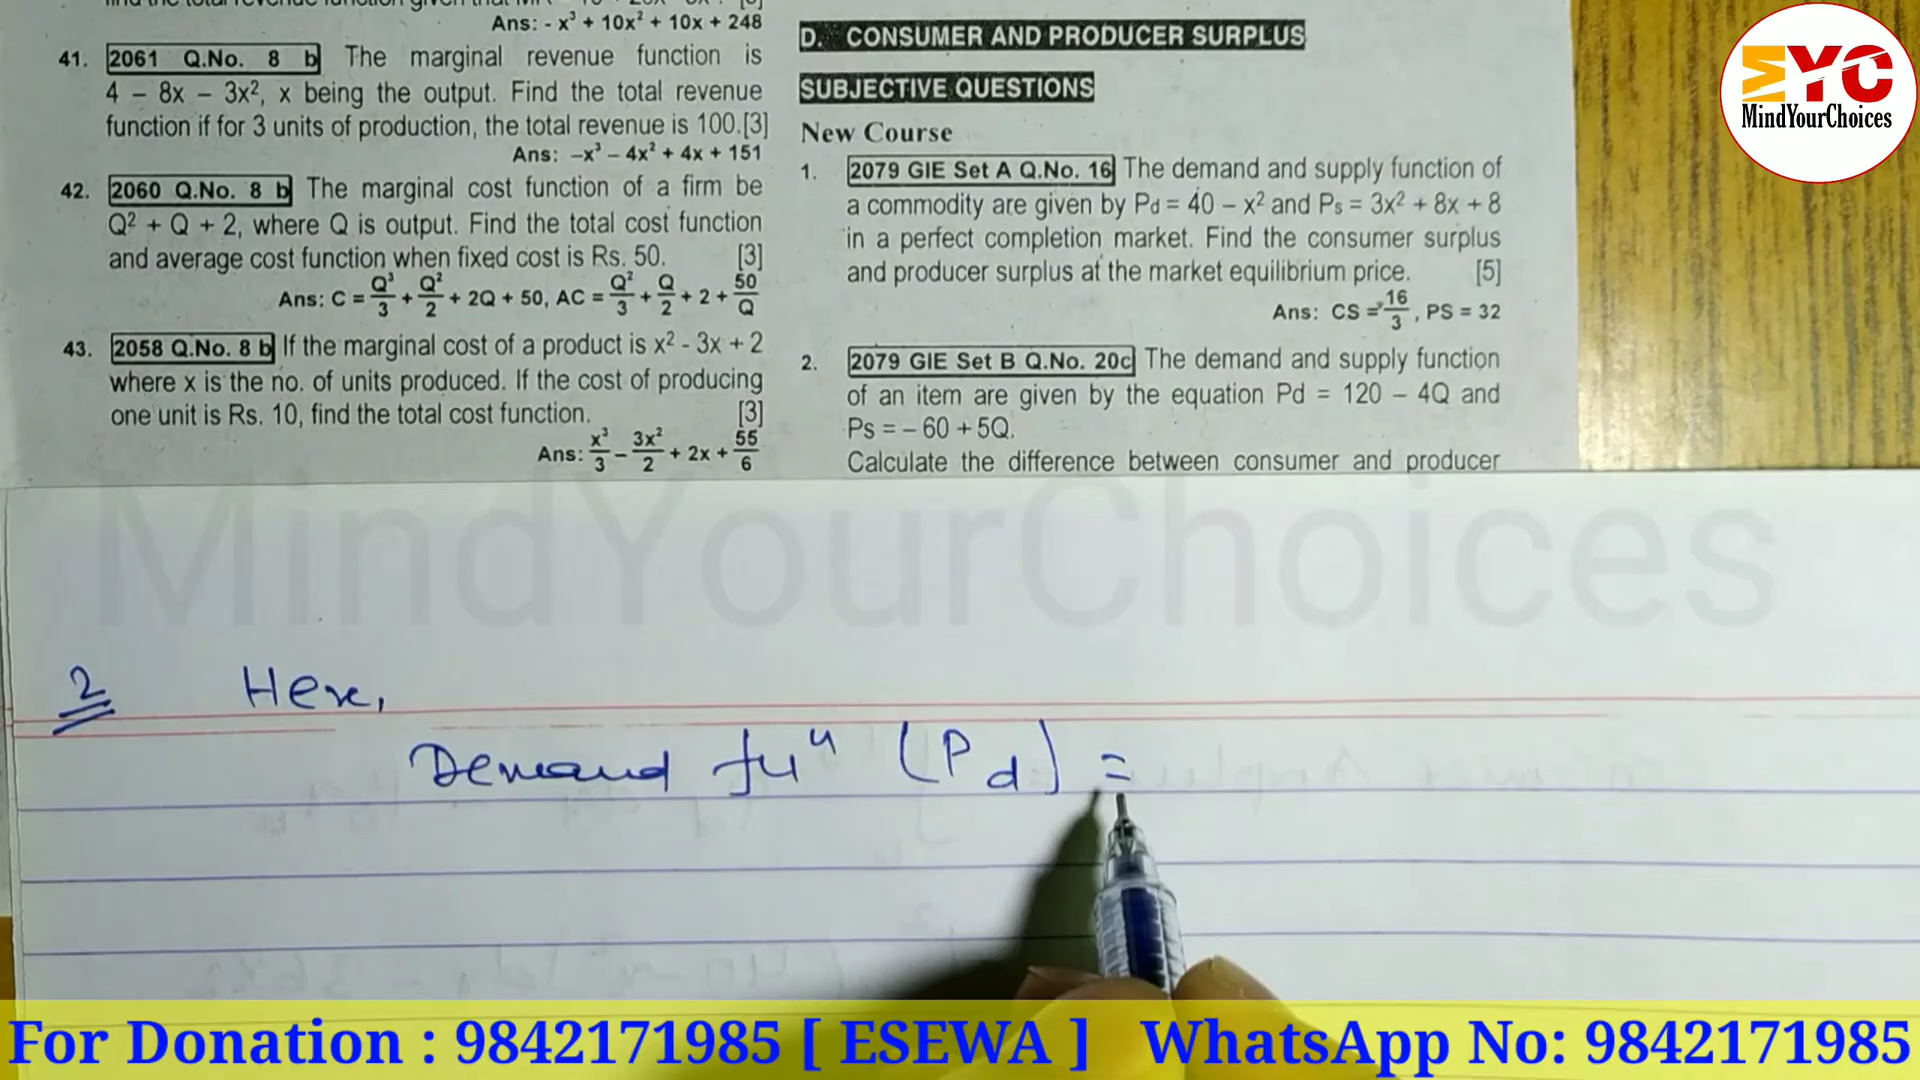 Ans: - x³ + 10x² + 10x + 248
41. 2061 Q.No. 8 b The marginal revenue function is
4 – 8x – 3x², x being the output. Find the total revenue
function if for 3 units of production, the total revenue is 100.[3]
Ans: –x³ – 4x² + 4x + 151
42. 2060 Q.No. 8 b The marginal cost function of a firm be
Q² + Q + 2, where Q is output. Find the total cost function
and average cost function when fixed cost is Rs. 50. [3]
Ans: C = Q³/3 + Q²/2 + 2Q + 50, AC = Q²/3 + Q/2 + 2 + 50/Q
43. 2058 Q.No. 8 b If the marginal cost of a product is x² - 3x + 2
where x is the no. of units produced. If the cost of producing
one unit is Rs. 10, find the total cost function. [3]
Ans: x³/3 – 3x²/2 + 2x + 55/6
D. CONSUMER AND PRODUCER SURPLUS
SUBJECTIVE QUESTIONS
New Course
1. 2079 GIE Set A Q.No. 16 The demand and supply function of
a commodity are given by Pd = 40 – x² and Ps = 3x² + 8x + 8
in a perfect completion market. Find the consumer surplus
and producer surplus at the market equilibrium price. [5]
Ans: CS = 16/3, PS = 32
2. 2079 GIE Set B Q.No. 20c The demand and supply function
of an item are given by the equation Pd = 120 – 4Q and
Ps = – 60 + 5Q.
Calculate the difference between consumer and producer
MYC
MindYourChoices
MindYourChoices
2 Here,
Demand fuⁿ (Pd) =
For Donation : 9842171985 [ ESEWA ] WhatsApp No: 9842171985